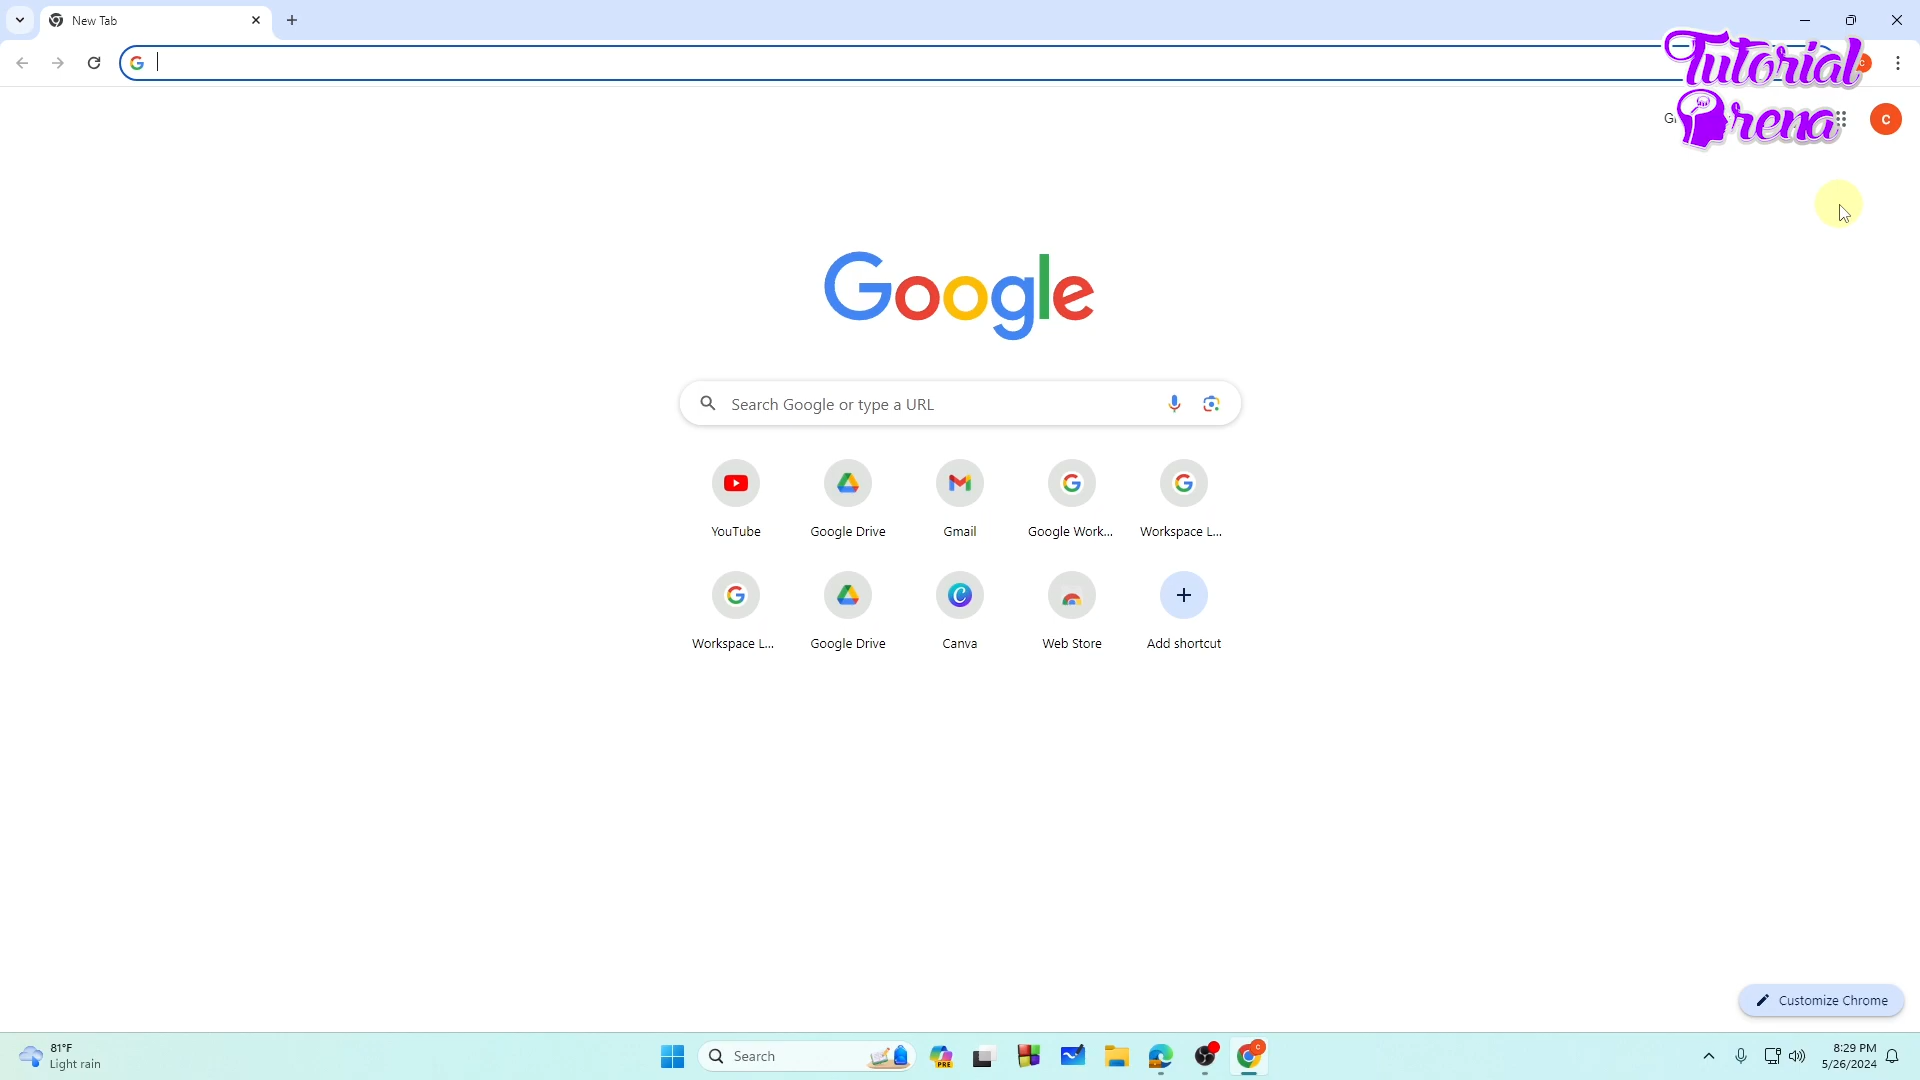 New Tab
Tutorial
Arena
C
Google
Search Google or type a URL
YouTube
Google Drive
Gmail
Google Work...
Workspace L...
Workspace L...
Google Drive
Canva
Web Store
Add shortcut
Customize Chrome
81°F
Light rain
Search
PRE
8:29 PM
5/26/2024